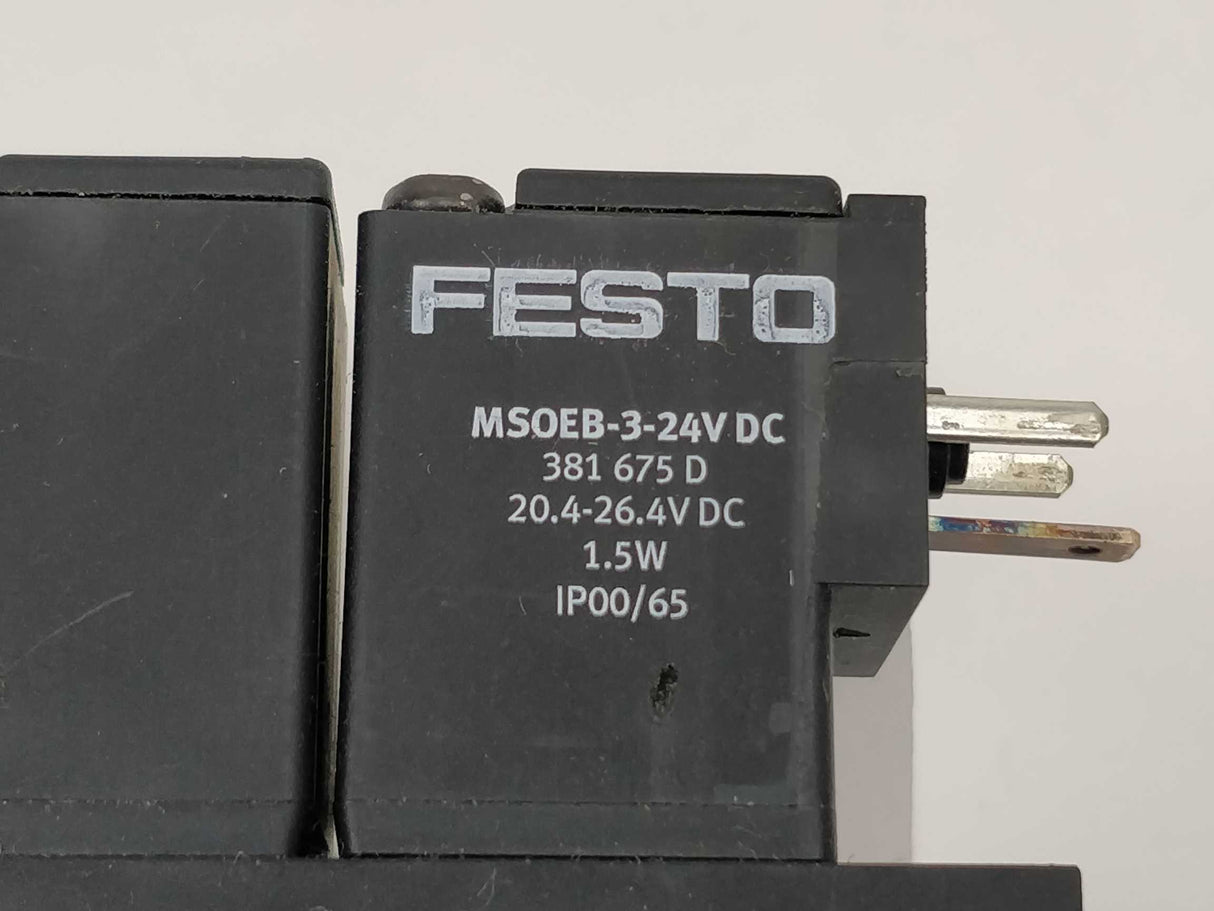 FESTO
MSOEB-3-24V DC
381 675 D
20.4-26.4V DC
1.5W
IP00/65